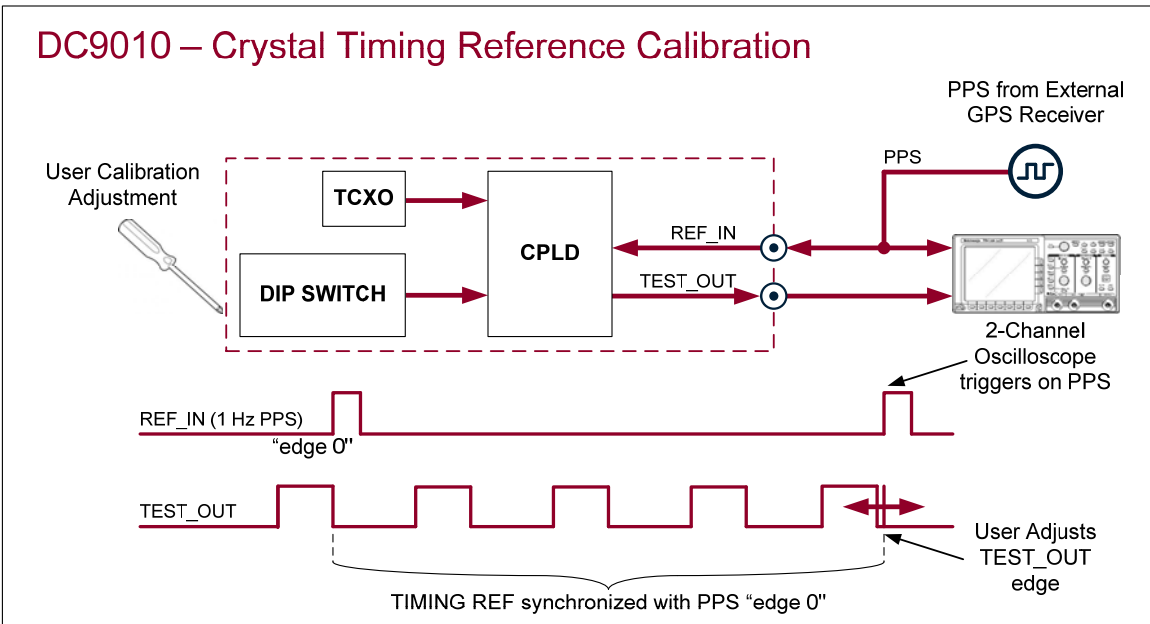 DC9010 – Crystal Timing Reference Calibration
PPS from External
GPS Receiver
User Calibration
Adjustment
PPS
TCXO
CPLD
REF_IN
DIP SWITCH
TEST_OUT
2-Channel
Oscilloscope
triggers on PPS
REF_IN (1 Hz PPS)
“edge 0"
TEST_OUT
User Adjusts
TEST_OUT
edge
TIMING REF synchronized with PPS “edge 0"